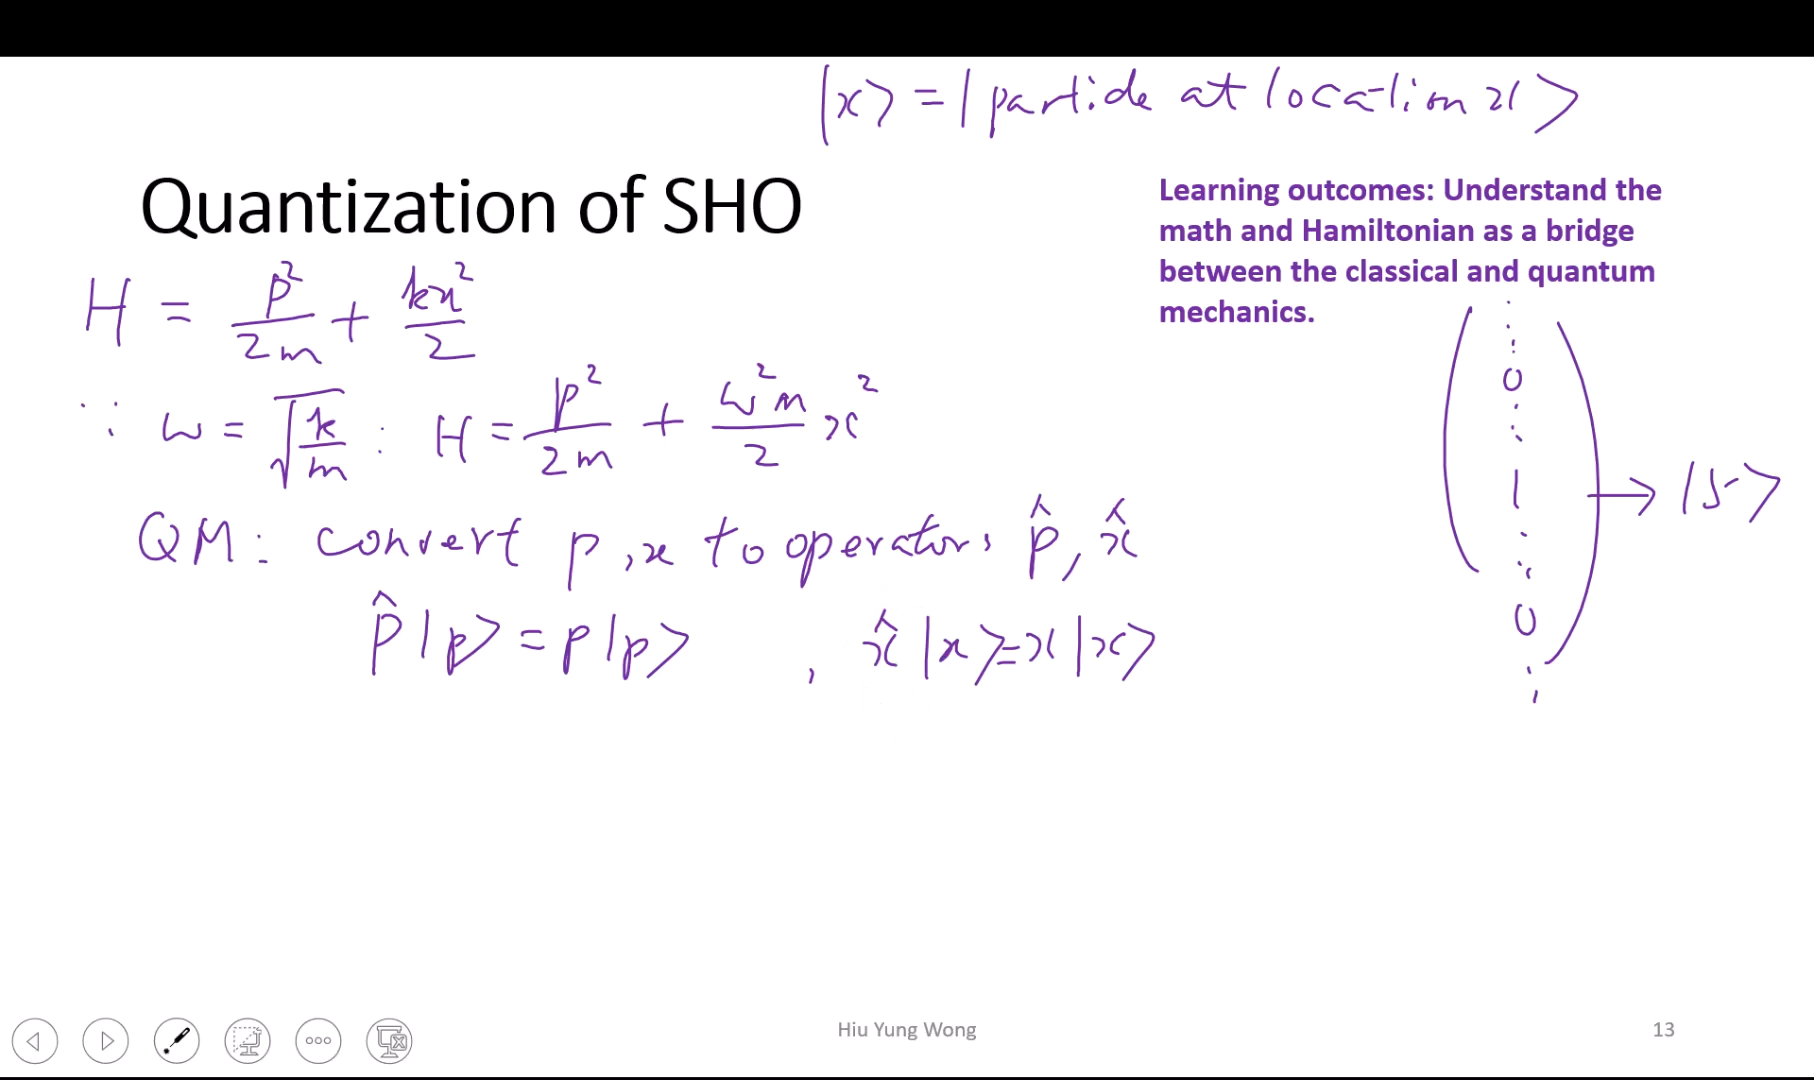 |x> = |particle at location x>
Quantization of SHO
Learning outcomes: Understand the
math and Hamiltonian as a bridge
between the classical and quantum
mechanics.
H = p²/2m + kx²/2
∵ ω = √(k/m) : H = p²/2m + ω²m/2 x²
QM: convert p, x to operators p̂, x̂
p̂|p> = p|p> , x̂|x> = x|x>
( ⋮ 0 ⋮ 1 ⋮ 0 ⋮ ) → |5>
Hiu Yung Wong
13